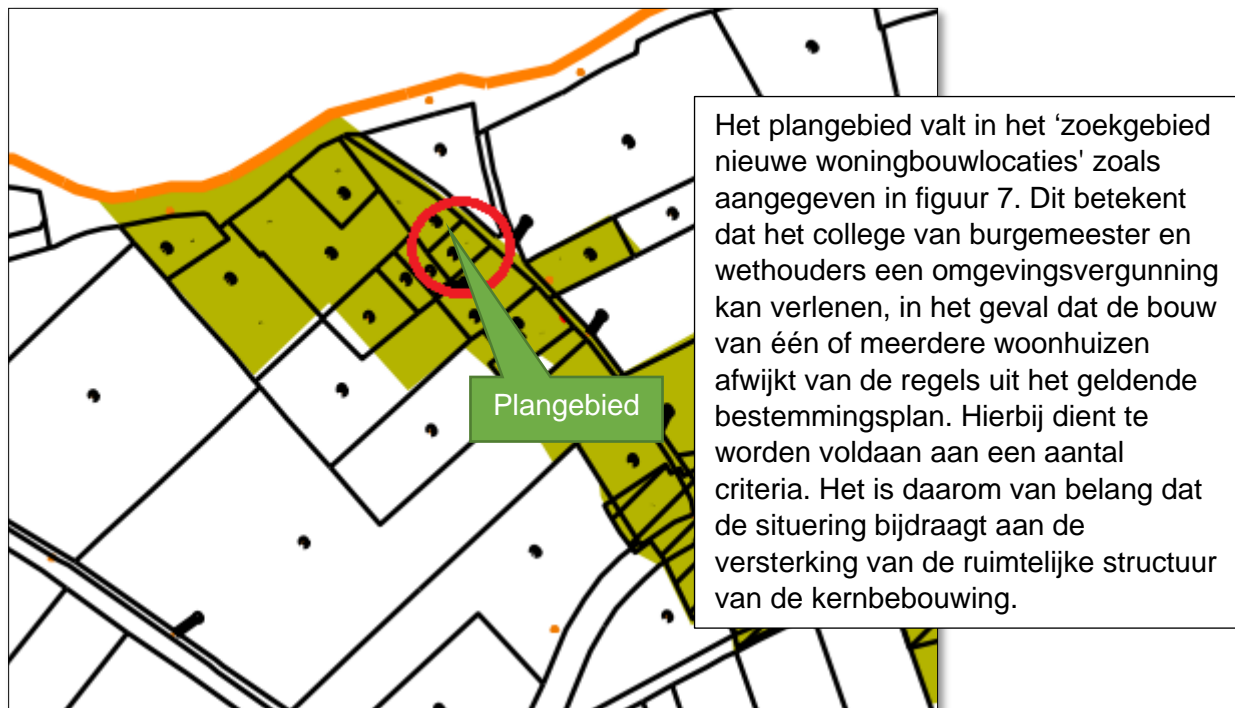 Plangebied
Het plangebied valt in het ‘zoekgebied
nieuwe woningbouwlocaties' zoals
aangegeven in figuur 7. Dit betekent
dat het college van burgemeester en
wethouders een omgevingsvergunning
kan verlenen, in het geval dat de bouw
van één of meerdere woonhuizen
afwijkt van de regels uit het geldende
bestemmingsplan. Hierbij dient te
worden voldaan aan een aantal
criteria. Het is daarom van belang dat
de situering bijdraagt aan de
versterking van de ruimtelijke structuur
van de kernbebouwing.